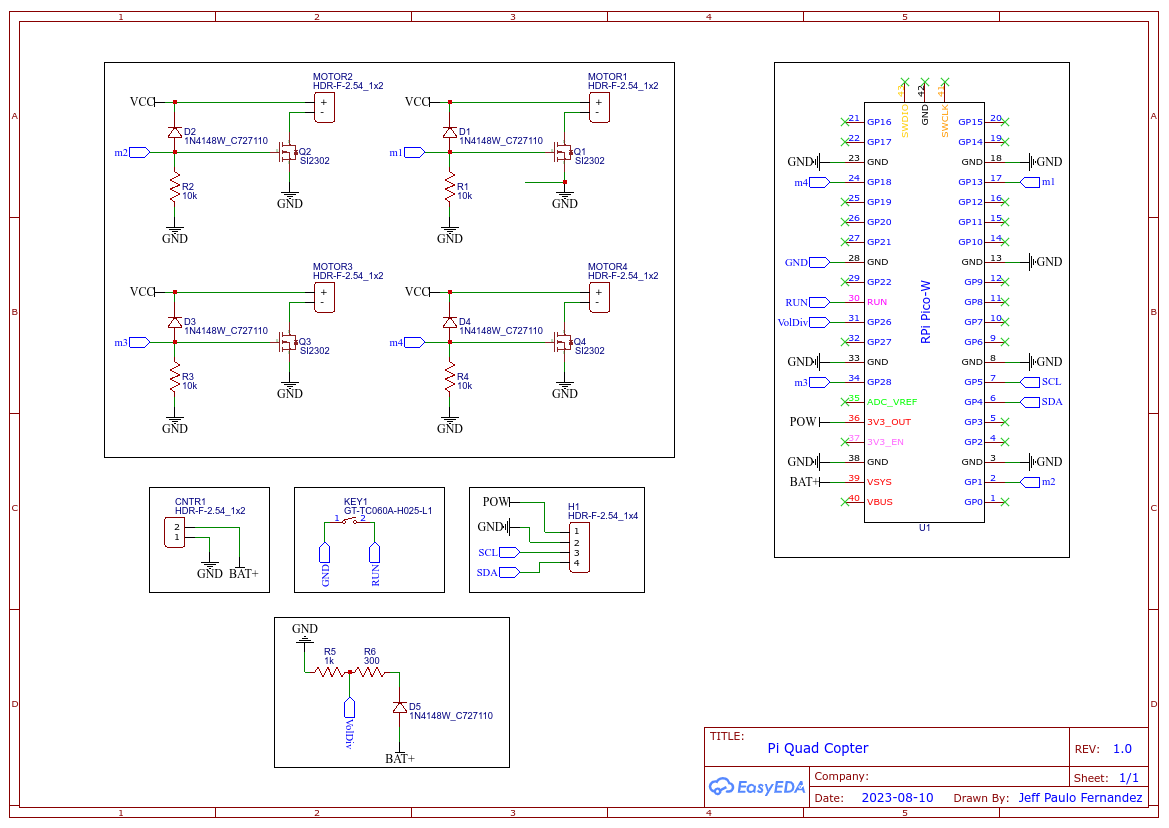 1 2 3 4 5
A
B
C
D
A
B
C
D
1 2 3 4 5
MOTOR2
HDR-F-2.54_1x2
VCC
+
-
D2
1N4148W_C727110
m2
Q2
SI2302
R2
10k
GND
GND
MOTOR1
HDR-F-2.54_1x2
VCC
+
-
D1
1N4148W_C727110
m1
Q1
SI2302
R1
10k
GND
GND
MOTOR3
HDR-F-2.54_1x2
VCC
+
-
D3
1N4148W_C727110
m3
Q3
SI2302
R3
10k
GND
GND
MOTOR4
HDR-F-2.54_1x2
VCC
+
-
D4
1N4148W_C727110
m4
Q4
SI2302
R4
10k
GND
GND
43 42 41
SWDIO GND SWCLK
21 GP16 GP15 20
22 GP17 GP14 19
GND 23 GND GND 18 GND
m4 24 GP18 GP13 17 m1
25 GP19 GP12 16
26 GP20 GP11 15
27 GP21 GP10 14
GND 28 GND GND 13 GND
29 GP22 GP9 12
RUN 30 RUN GP8 11
VolDiv 31 GP26 GP7 10
32 GP27 GP6 9
GND 33 GND GND 8 GND
m3 34 GP28 GP5 7 SCL
35 ADC_VREF GP4 6 SDA
POW 36 3V3_OUT GP3 5
37 3V3_EN GP2 4
GND 38 GND GND 3 GND
BAT+ 39 VSYS GP1 2 m2
40 VBUS GP0 1
RPi Pico-W
U1
CNTR1
HDR-F-2.54_1x2
2
1
GND BAT+
KEY1
GT-TC060A-H025-L1
1 2
GND RUN
POW
GND
SCL
SDA
H1
HDR-F-2.54_1x4
1
2
3
4
GND
R5
1k
R6
300
VolDiv
D5
1N4148W_C727110
BAT+
TITLE:
Pi Quad Copter
REV: 1.0
EasyEDA
Company:
Sheet: 1/1
Date: 2023-08-10 Drawn By: Jeff Paulo Fernandez